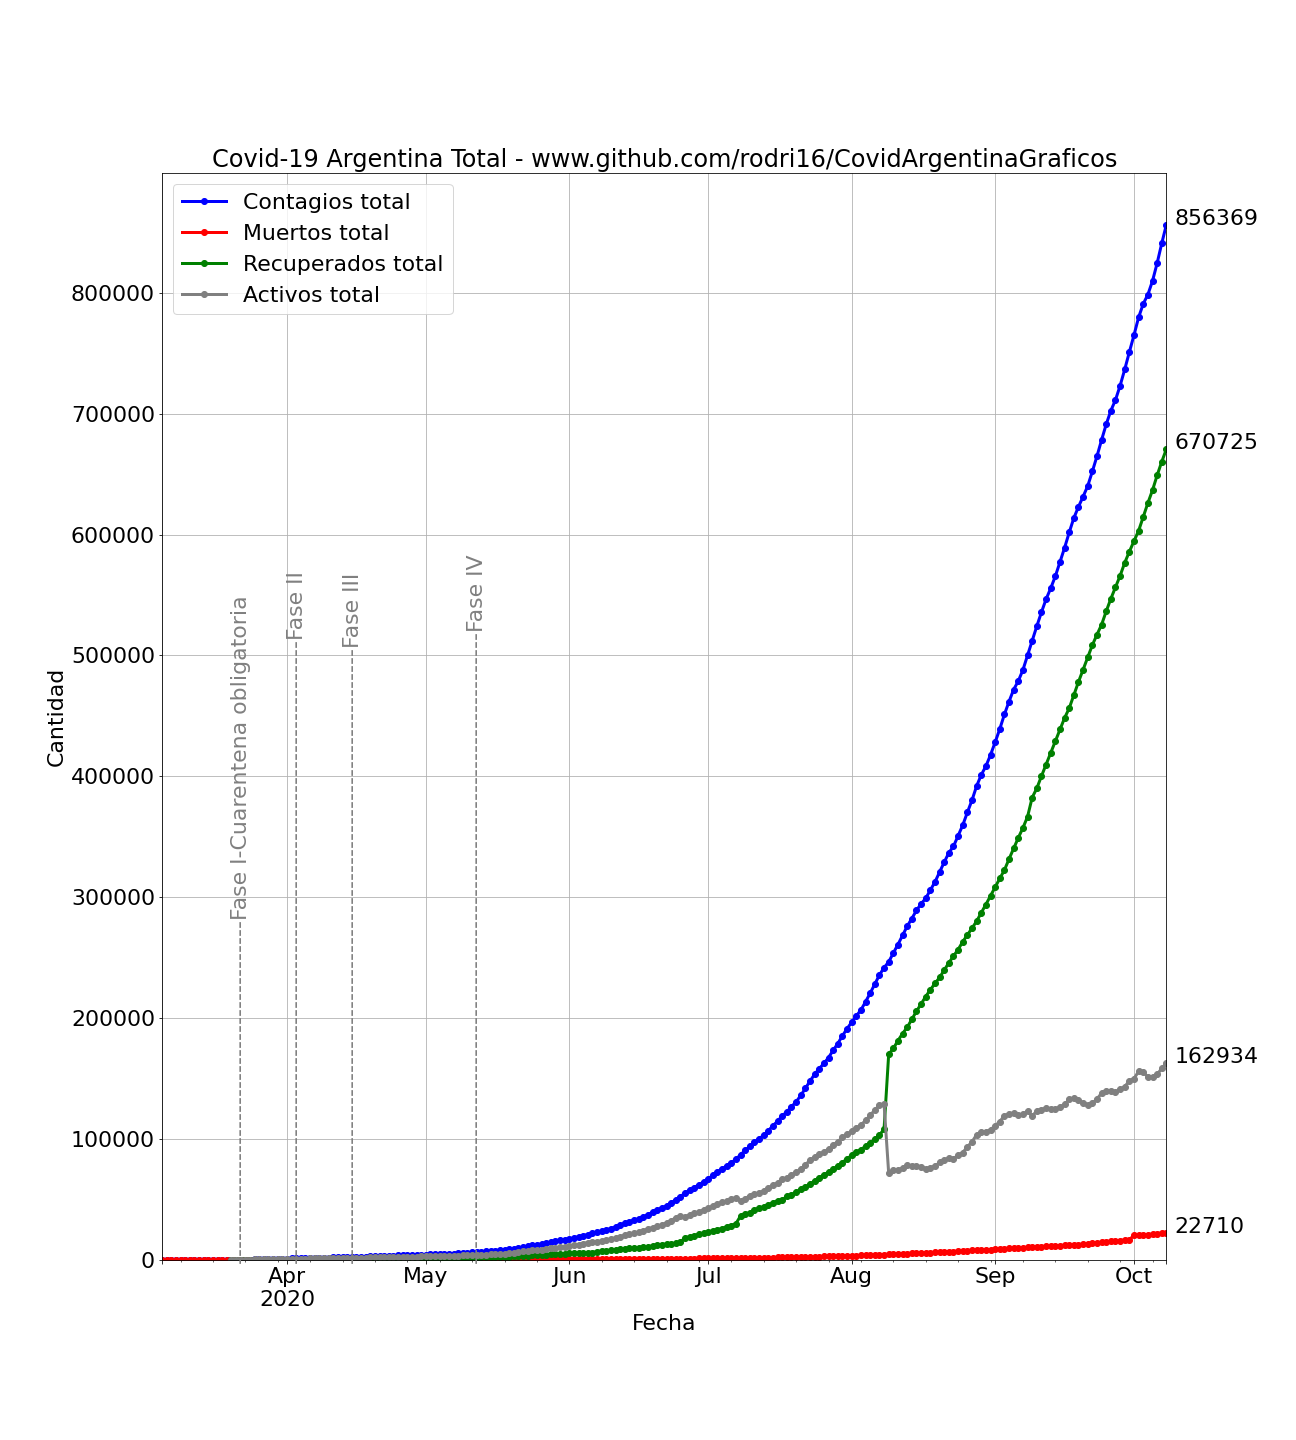 Covid-19 Argentina Total - www.github.com/rodri16/CovidArgentinaGraficos
Contagios total
Muertos total
Recuperados total
Activos total
856369
670725
162934
22710
800000
700000
600000
500000
400000
300000
200000
100000
0
Cantidad
Fase I-Cuarentena obligatoria
Fase II
Fase III
Fase IV
Apr May Jun Jul Aug Sep Oct
2020
Fecha